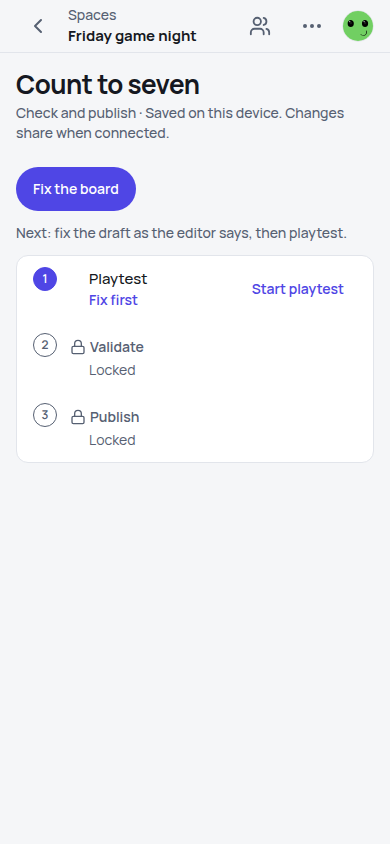 Spaces
Friday game night
Count to seven
Check and publish · Saved on this device. Changes
share when connected.
Fix the board
Next: fix the draft as the editor says, then playtest.
1
Playtest
Fix first
Start playtest
2
Validate
Locked
3
Publish
Locked